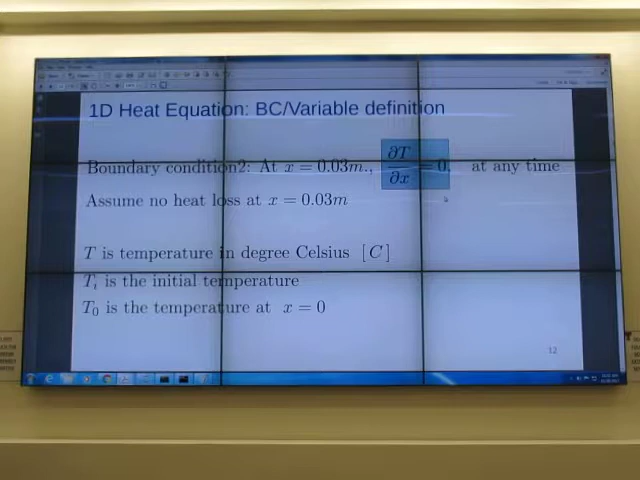 1D Heat Equation: BC/Variable definition
Boundary condition2: At x = 0.03m., ∂T/∂x = 0, at any time
Assume no heat loss at x = 0.03m
T is temperature in degree Celsius [C]
Ti is the initial temperature
T0 is the temperature at x = 0
12